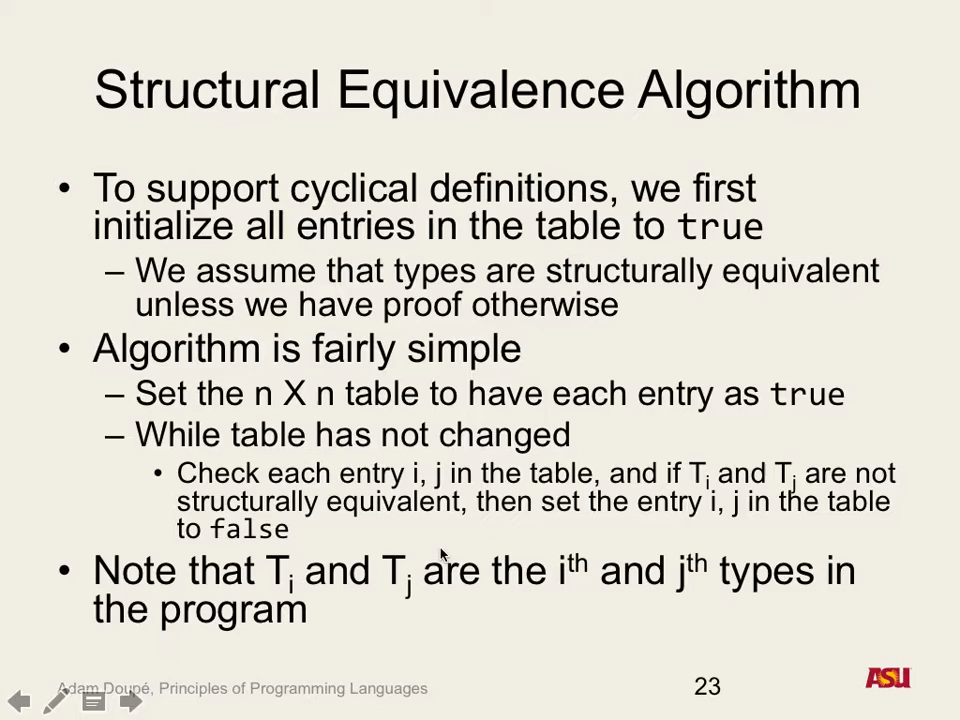 Structural Equivalence Algorithm
• To support cyclical definitions, we first
initialize all entries in the table to true
– We assume that types are structurally equivalent
unless we have proof otherwise
• Algorithm is fairly simple
– Set the n X n table to have each entry as true
– While table has not changed
• Check each entry i, j in the table, and if Ti and Tj are not
structurally equivalent, then set the entry i, j in the table
to false
• Note that Ti and Tj are the ith and jth types in
the program
Adam Doupé, Principles of Programming Languages
23
ASU